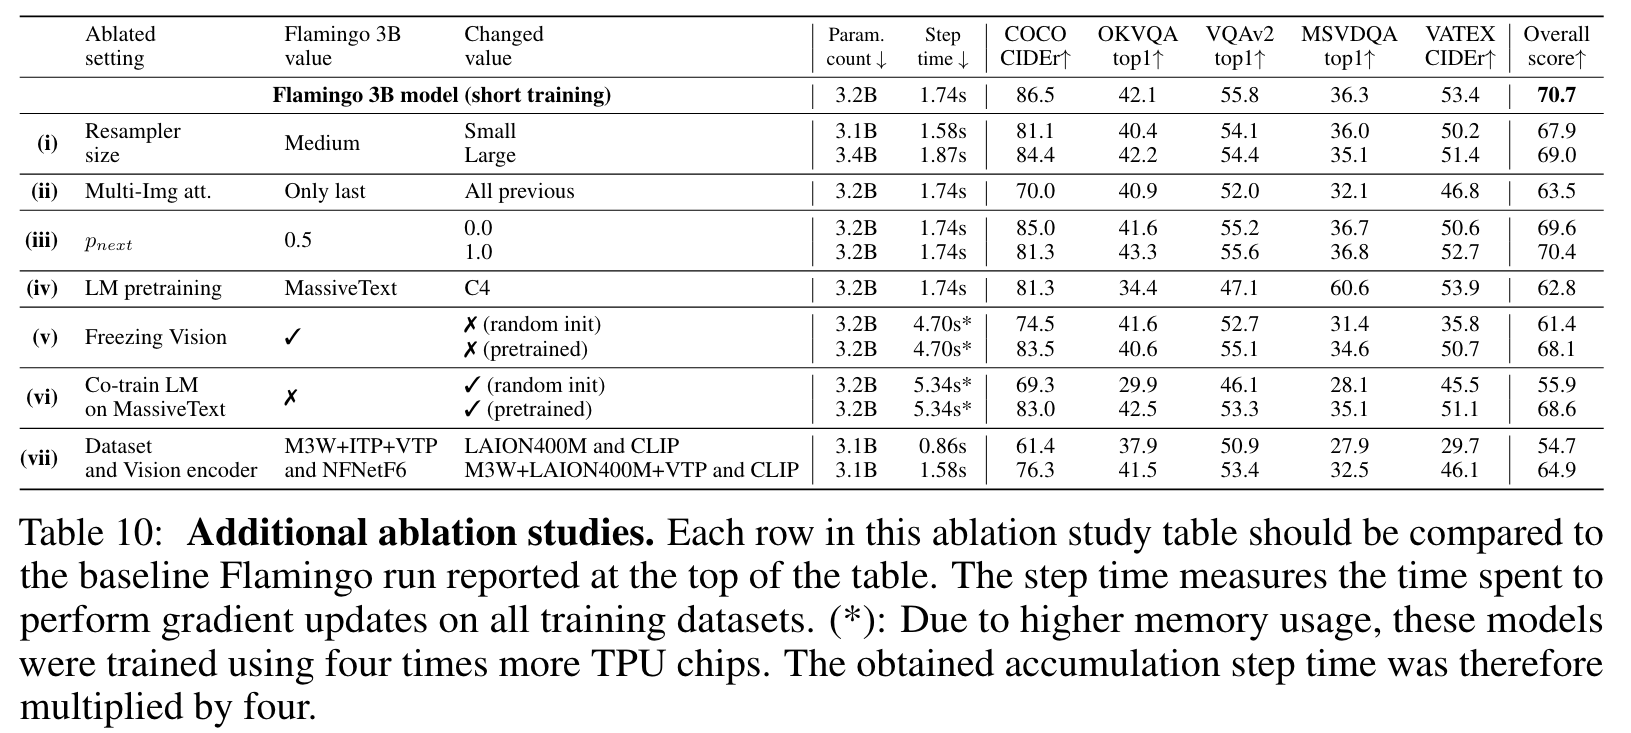 Ablated setting Flamingo 3B value Changed value Param. count ↓ Step time ↓ COCO CIDEr↑ OKVQA top1↑ VQAv2 top1↑ MSVDQA top1↑ VATEX CIDEr↑ Overall score↑
Flamingo 3B model (short training) 3.2B 1.74s 86.5 42.1 55.8 36.3 53.4 70.7
(i) Resampler size Medium Small 3.1B 1.58s 81.1 40.4 54.1 36.0 50.2 67.9
Large 3.4B 1.87s 84.4 42.2 54.4 35.1 51.4 69.0
(ii) Multi-Img att. Only last All previous 3.2B 1.74s 70.0 40.9 52.0 32.1 46.8 63.5
(iii) p_next 0.5 0.0 3.2B 1.74s 85.0 41.6 55.2 36.7 50.6 69.6
1.0 3.2B 1.74s 81.3 43.3 55.6 36.8 52.7 70.4
(iv) LM pretraining MassiveText C4 3.2B 1.74s 81.3 34.4 47.1 60.6 53.9 62.8
(v) Freezing Vision ✓ ✗ (random init) 3.2B 4.70s* 74.5 41.6 52.7 31.4 35.8 61.4
✗ (pretrained) 3.2B 4.70s* 83.5 40.6 55.1 34.6 50.7 68.1
(vi) Co-train LM on MassiveText ✗ ✓ (random init) 3.2B 5.34s* 69.3 29.9 46.1 28.1 45.5 55.9
✓ (pretrained) 3.2B 5.34s* 83.0 42.5 53.3 35.1 51.1 68.6
(vii) Dataset and Vision encoder M3W+ITP+VTP and NFNetF6 LAION400M and CLIP 3.1B 0.86s 61.4 37.9 50.9 27.9 29.7 54.7
M3W+LAION400M+VTP and CLIP 3.1B 1.58s 76.3 41.5 53.4 32.5 46.1 64.9
Table 10: Additional ablation studies. Each row in this ablation study table should be compared to
the baseline Flamingo run reported at the top of the table. The step time measures the time spent to
perform gradient updates on all training datasets. (*): Due to higher memory usage, these models
were trained using four times more TPU chips. The obtained accumulation step time was therefore
multiplied by four.